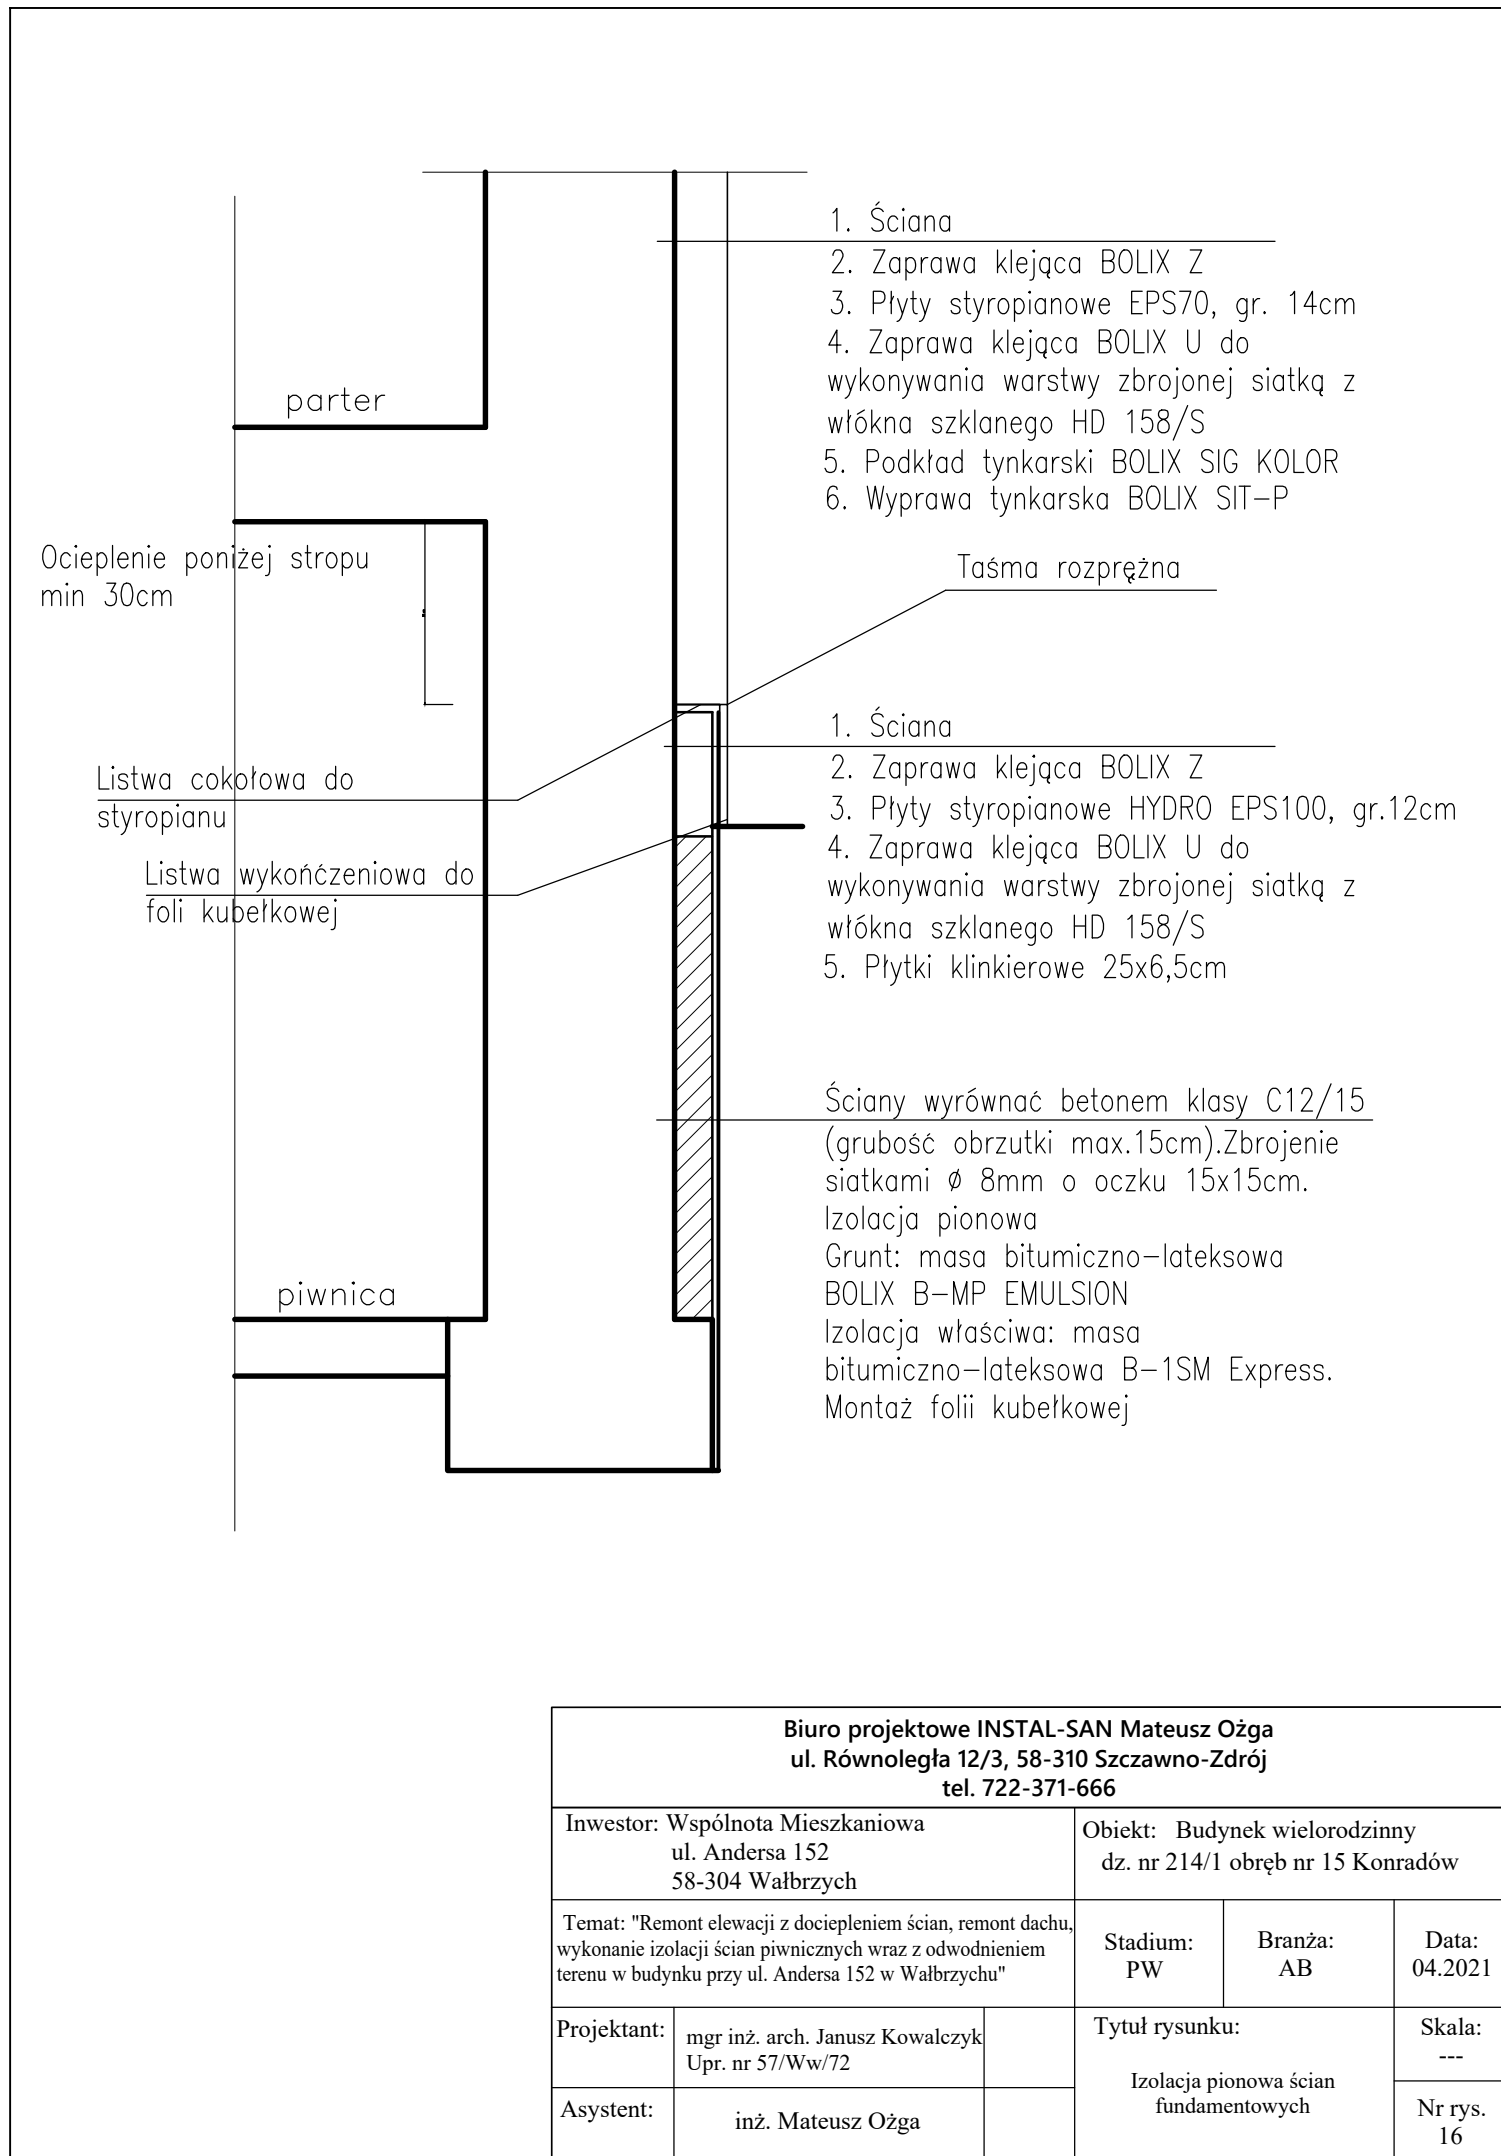 1. Ściana
2. Zaprawa klejąca BOLIX Z
3. Płyty styropianowe EPS70, gr. 14cm
4. Zaprawa klejąca BOLIX U do
wykonywania warstwy zbrojonej siatką z
włókna szklanego HD 158/S
5. Podkład tynkarski BOLIX SIG KOLOR
6. Wyprawa tynkarska BOLIX SIT-P
parter
Ocieplenie poniżej stropu
min 30cm
Taśma rozprężna
1. Ściana
2. Zaprawa klejąca BOLIX Z
3. Płyty styropianowe HYDRO EPS100, gr.12cm
4. Zaprawa klejąca BOLIX U do
wykonywania warstwy zbrojonej siatką z
włókna szklanego HD 158/S
5. Płytki klinkierowe 25x6,5cm
Listwa cokołowa do
styropianu
Listwa wykońćzeniowa do
foli kubełkowej
Ściany wyrównać betonem klasy C12/15
(grubość obrzutki max.15cm).Zbrojenie
siatkami ø 8mm o oczku 15x15cm.
Izolacja pionowa
Grunt: masa bitumiczno-lateksowa
BOLIX B-MP EMULSION
Izolacja właściwa: masa
bitumiczno-lateksowa B-1SM Express.
Montaż folii kubełkowej
piwnica
Biuro projektowe INSTAL-SAN Mateusz Ożga
ul. Równoległa 12/3, 58-310 Szczawno-Zdrój
tel. 722-371-666
Inwestor: Wspólnota Mieszkaniowa
ul. Andersa 152
58-304 Wałbrzych
Obiekt: Budynek wielorodzinny
dz. nr 214/1 obręb nr 15 Konradów
Temat: "Remont elewacji z dociepleniem ścian, remont dachu,
wykonanie izolacji ścian piwnicznych wraz z odwodnieniem
terenu w budynku przy ul. Andersa 152 w Wałbrzychu"
Stadium:
PW
Branża:
AB
Data:
04.2021
Projektant:
mgr inż. arch. Janusz Kowalczyk
Upr. nr 57/Ww/72
Tytuł rysunku:
Izolacja pionowa ścian
fundamentowych
Skala:
---
Asystent:
inż. Mateusz Ożga
Nr rys.
16